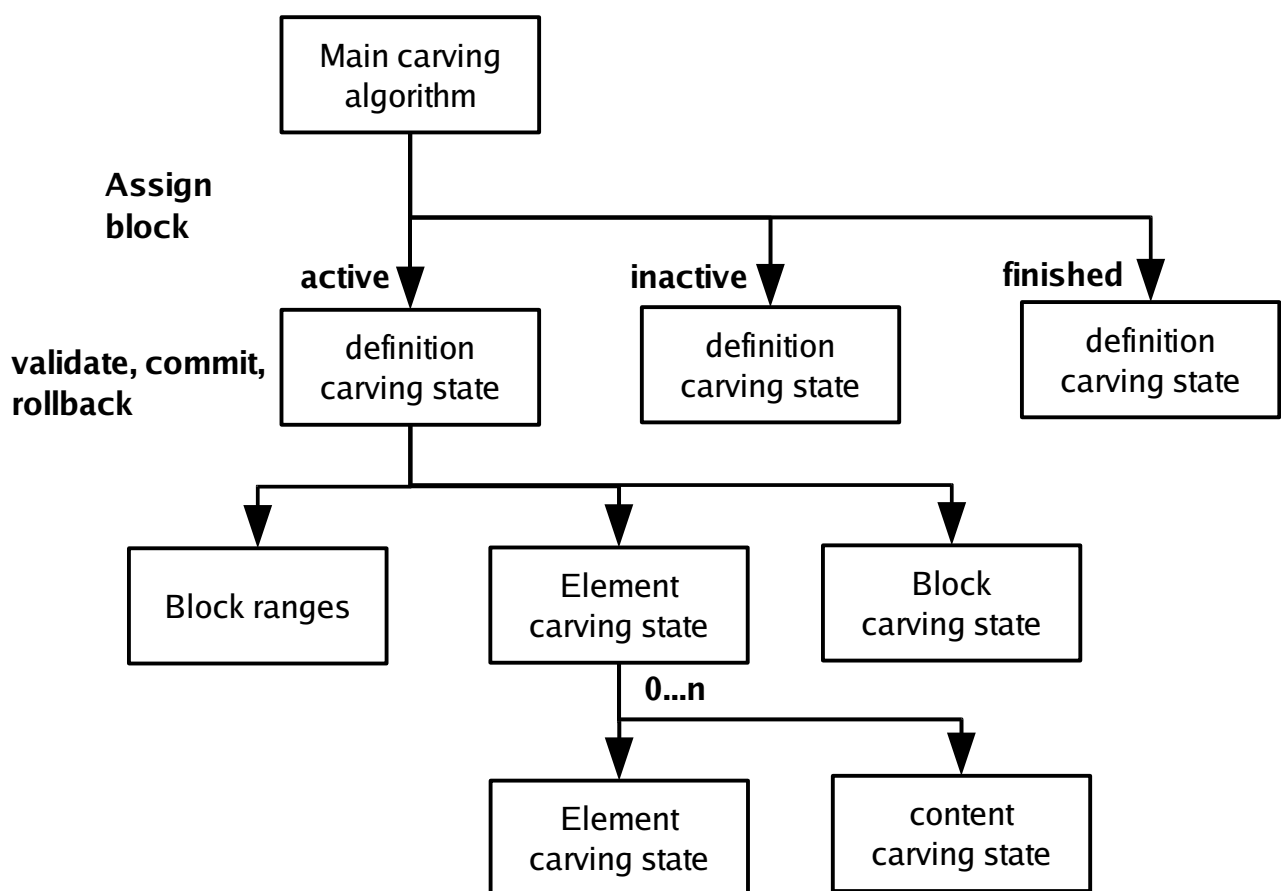 Main carving
algorithm
Assign
block
active
inactive
finished
validate, commit,
rollback
definition
carving state
definition
carving state
definition
carving state
Block ranges
Element
carving state
Block
carving state
0...n
Element
carving state
content
carving state